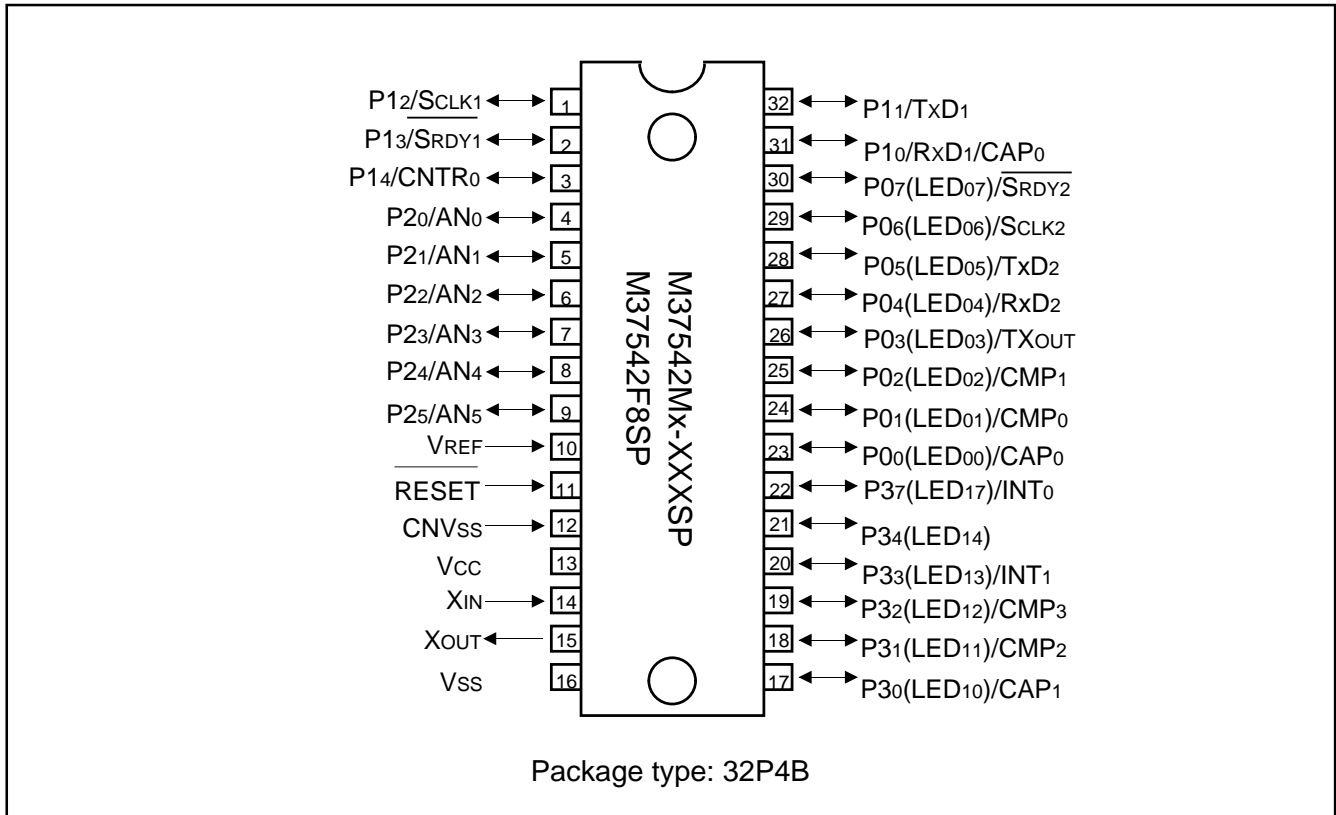 P12/SCLK1
P13/SRDY1
P14/CNTR0
P20/AN0
P21/AN1
P22/AN2
P23/AN3
P24/AN4
P25/AN5
VREF
RESET
CNVSS
VCC
XIN
XOUT
VSS
1
2
3
4
5
6
7
8
9
10
11
12
13
14
15
16
M37542Mx-XXXSP
M37542F8SP
32
31
30
29
28
27
26
25
24
23
22
21
20
19
18
17
P11/TXD1
P10/RXD1/CAP0
P07(LED07)/SRDY2
P06(LED06)/SCLK2
P05(LED05)/TxD2
P04(LED04)/RxD2
P03(LED03)/TXOUT
P02(LED02)/CMP1
P01(LED01)/CMP0
P00(LED00)/CAP0
P37(LED17)/INT0
P34(LED14)
P33(LED13)/INT1
P32(LED12)/CMP3
P31(LED11)/CMP2
P30(LED10)/CAP1
Package type: 32P4B